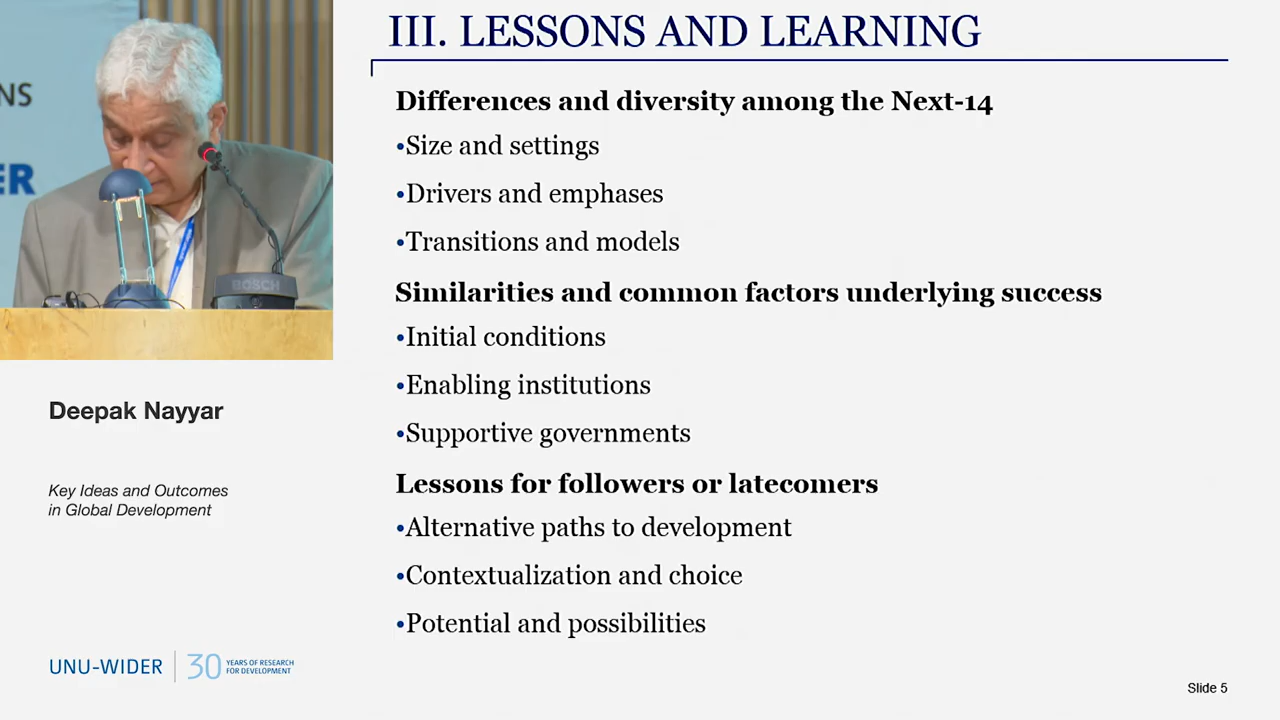 III. LESSONS AND LEARNING
Differences and diversity among the Next-14
•Size and settings
•Drivers and emphases
•Transitions and models
Similarities and common factors underlying success
•Initial conditions
•Enabling institutions
•Supportive governments
Lessons for followers or latecomers
•Alternative paths to development
•Contextualization and choice
•Potential and possibilities
NS
ER
BOSCH
Deepak Nayyar
Key Ideas and Outcomes
in Global Development
UNU-WIDER
30
YEARS OF RESEARCH
FOR DEVELOPMENT
Slide 5